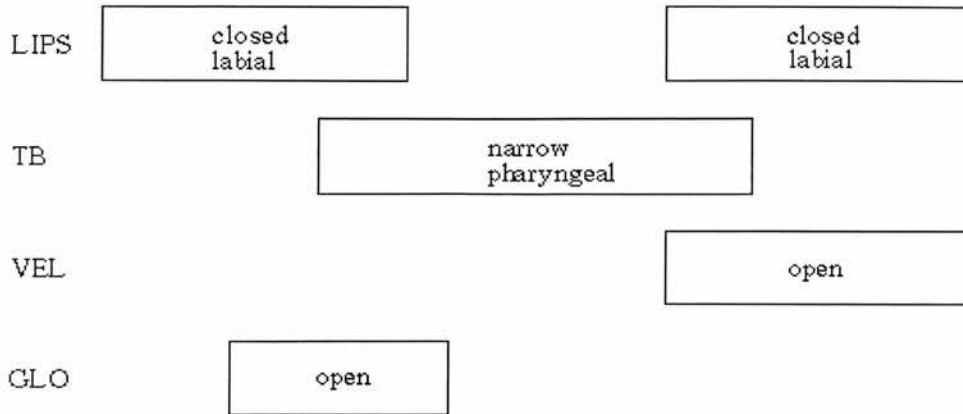 LIPS
closed
labial
closed
labial
TB
narrow
pharyngeal
VEL
open
GLO
open